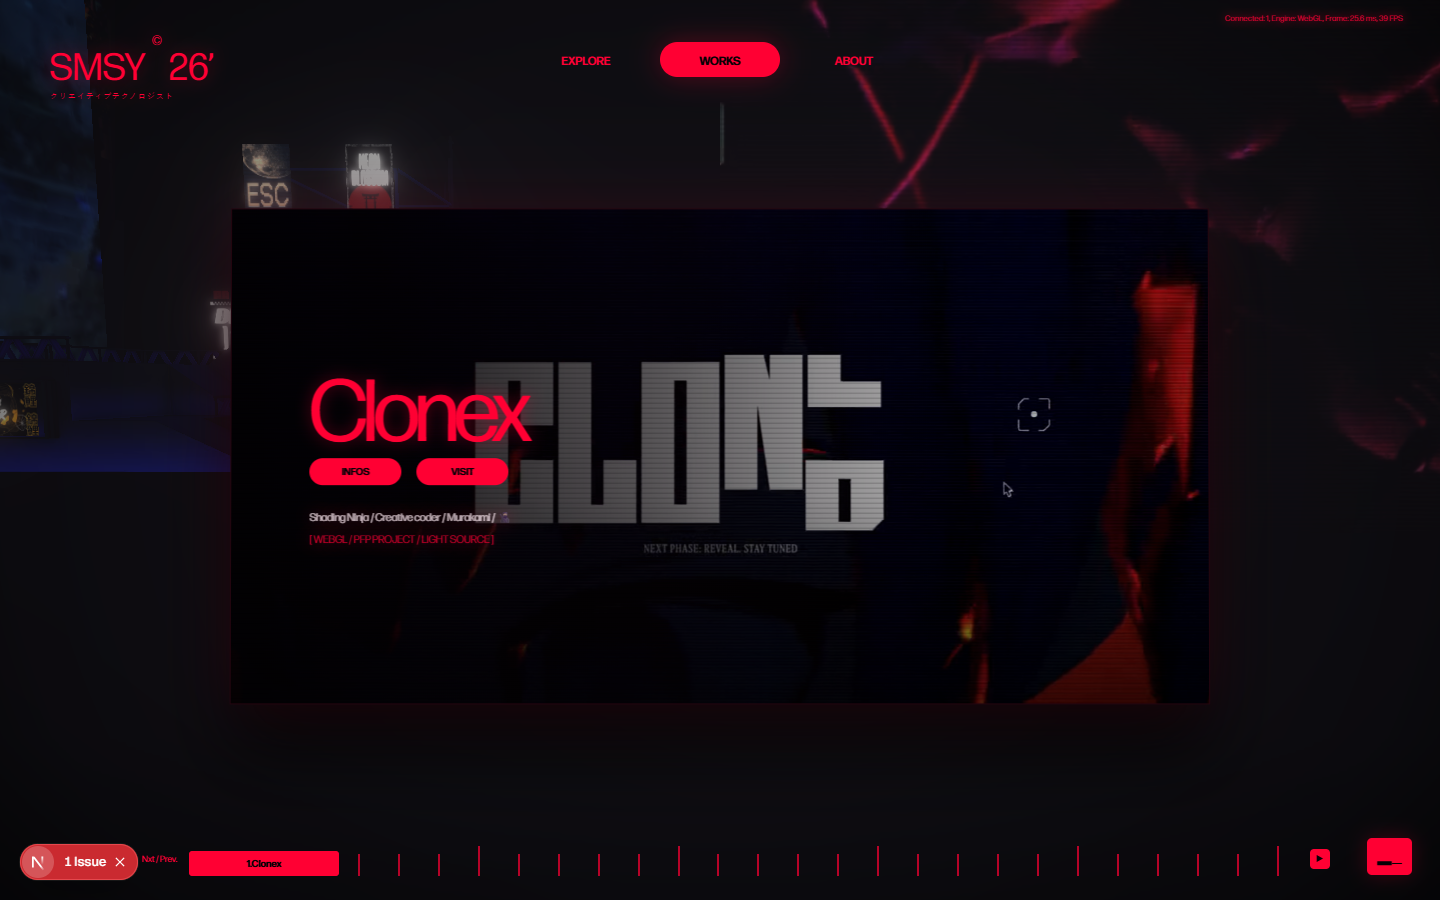 Connected: 1, Engine: WebGL, Frame: 25.6 ms, 39 FPS
SMSY © 26’
クリエイティブテクノロジスト
EXPLORE
WORKS
ABOUT
ESC
NEON
CLONE
Clonex
INFOS
VISIT
Shading Ninja / Creative coder / Murakami /
[ WEBGL / PFP PROJECT / LIGHT SOURCE ]
NEXT PHASE: REVEAL. STAY TUNED
N
1 Issue
Nxt / Prev.
1.Clonex